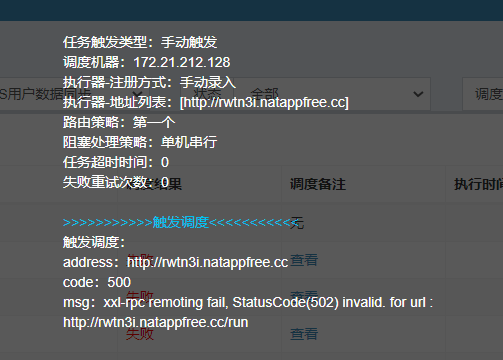 任务触发类型：手动触发
调度机器：172.21.212.128
执行器-注册方式：手动录入
执行器-地址列表：[http://rwtn3i.natappfree.cc]
路由策略：第一个
阻塞处理策略：单机串行
任务超时时间：0
失败重试次数：0
>>>>>>>>>>>触发调度<<<<<<<<<<<
触发调度：
address：http://rwtn3i.natappfree.cc
code：500
msg：xxl-rpc remoting fail, StatusCode(502) invalid. for url :
http://rwtn3i.natappfree.cc/run
S用户数据同步
状态
全部
调度
结果
调度备注
执行时间
无
失败
查看
失败
查看
失败
查看